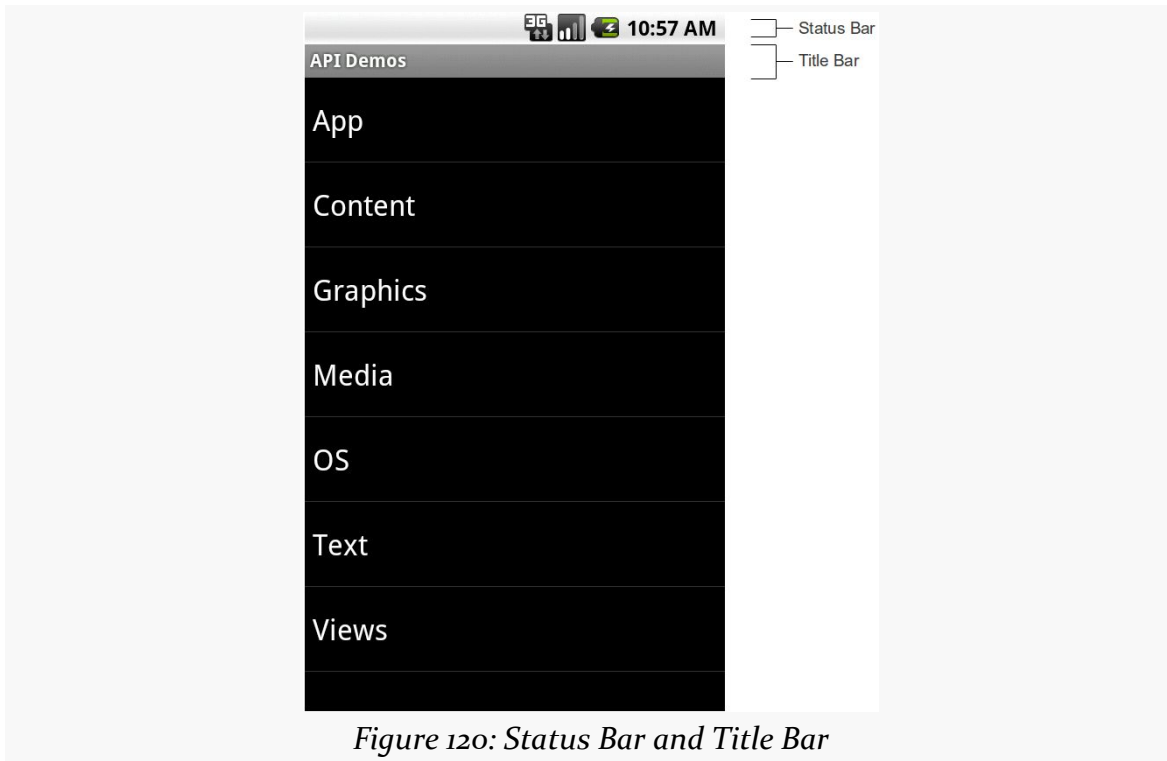 3G 10:57 AM
Status Bar
API Demos
Title Bar
App
Content
Graphics
Media
OS
Text
Views
Figure 120: Status Bar and Title Bar